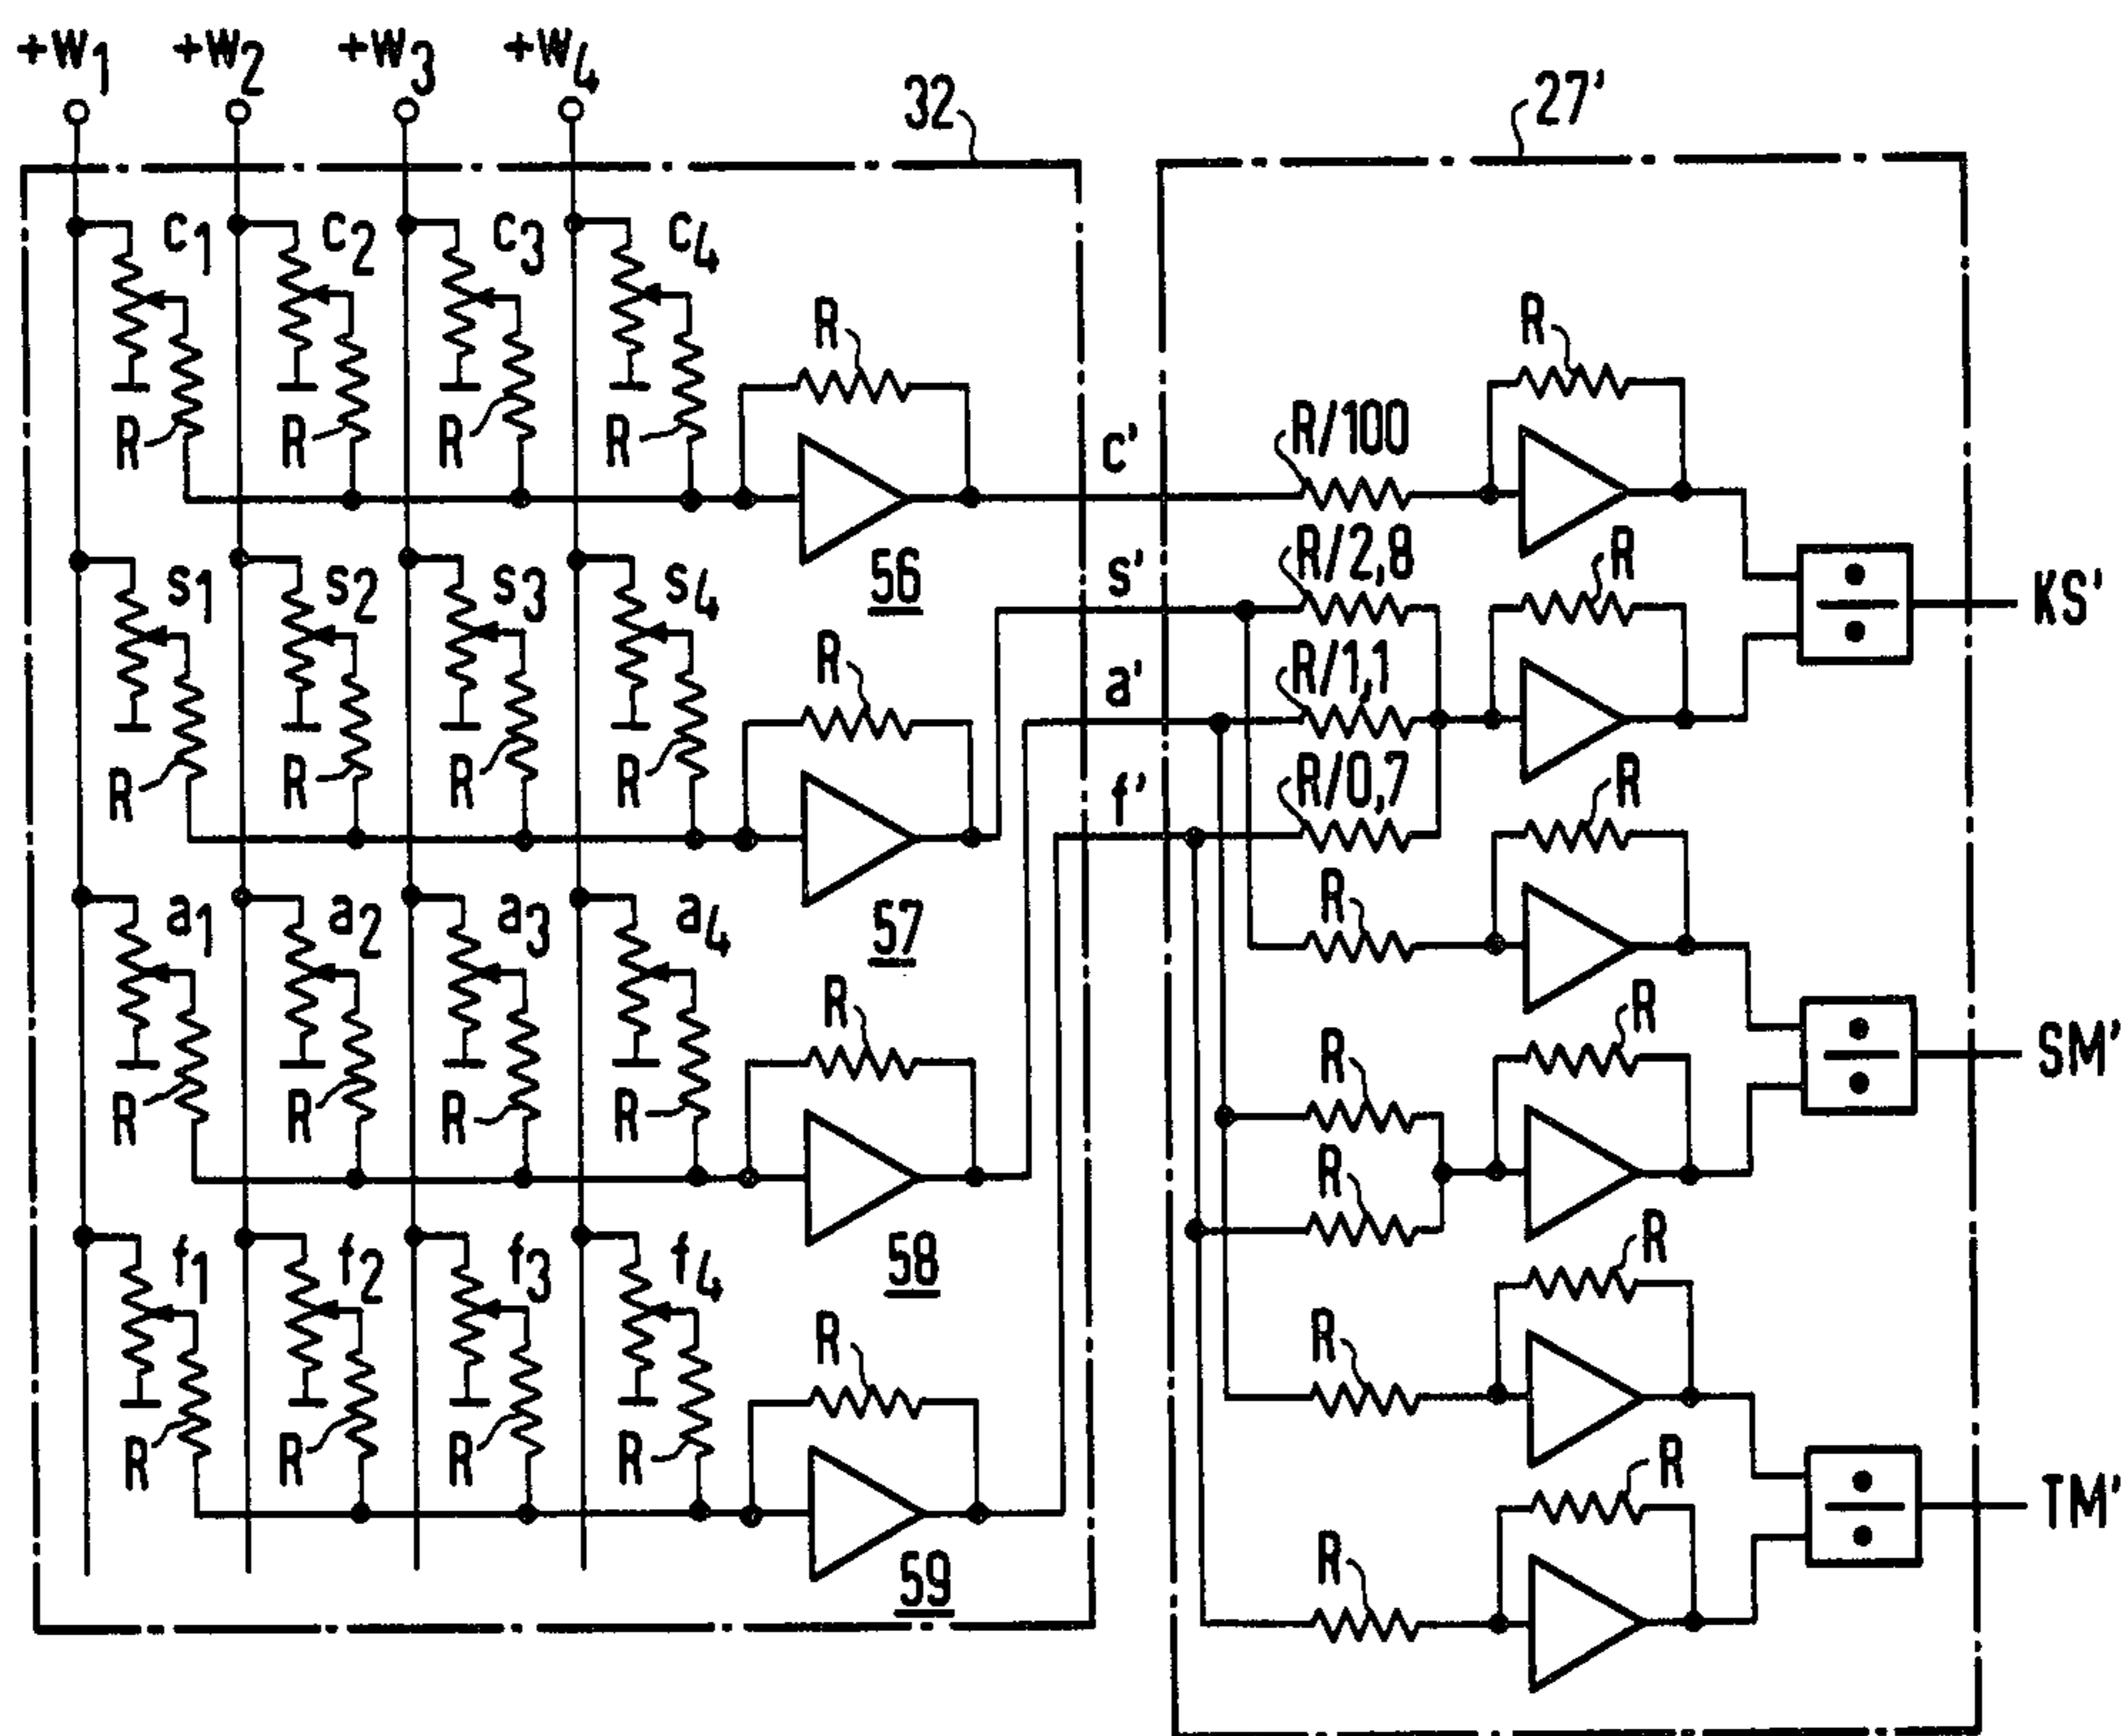 +w1 +w2 +w3 +w4
32
27'
c1 c2 c3 c4
R
R
R/100
c'
R R R R
R/2,8
R
s'
56
KS'
s1 s2 s3 s4
R
R/1,1
a'
R/0,7
R
f'
R R R R
R
a1 a2 a3 a4
57
R
R
R
SM'
R R R R
R
f1 f2 f3 f4
58
R
R
R
R R R R
R
TM'
R
59